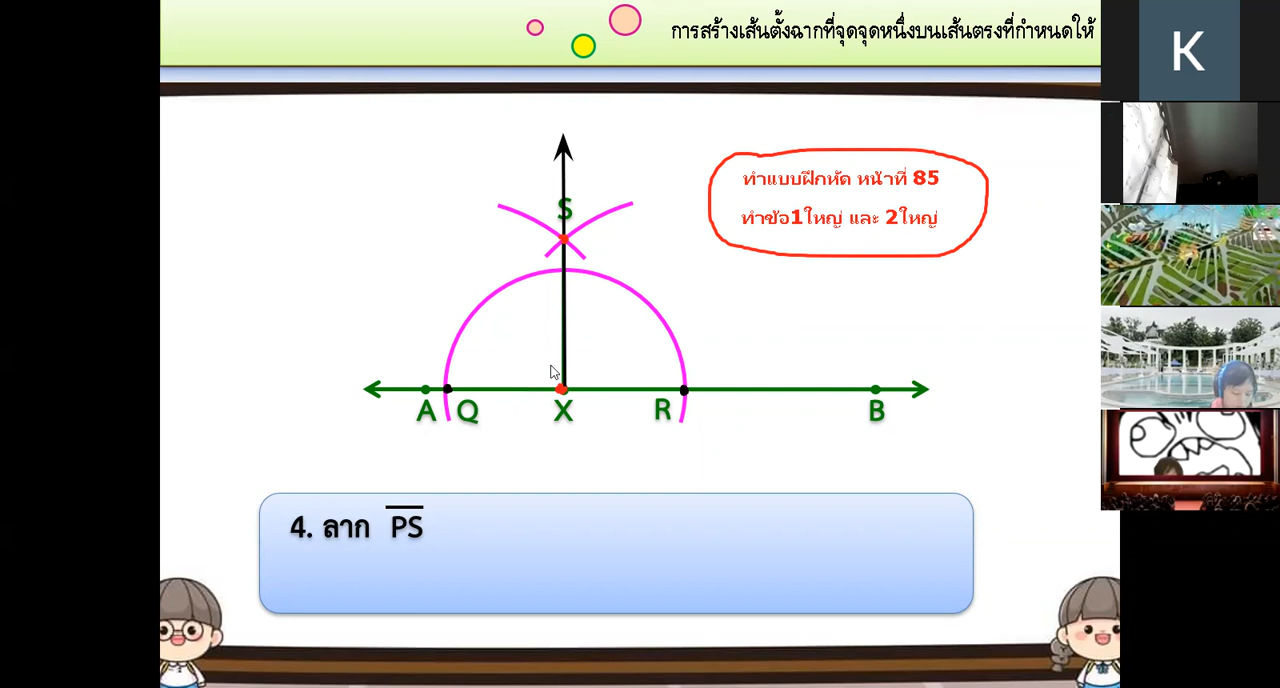 การสร้างเส้นตั้งฉากที่จุดจุดหนึ่งบนเส้นตรงที่กำหนดให้
K
ทำแบบฝึกหัด หน้าที่ 85
ทำข้อ1ใหญ่ และ 2ใหญ่
S
A Q X R B
4. ลาก PS